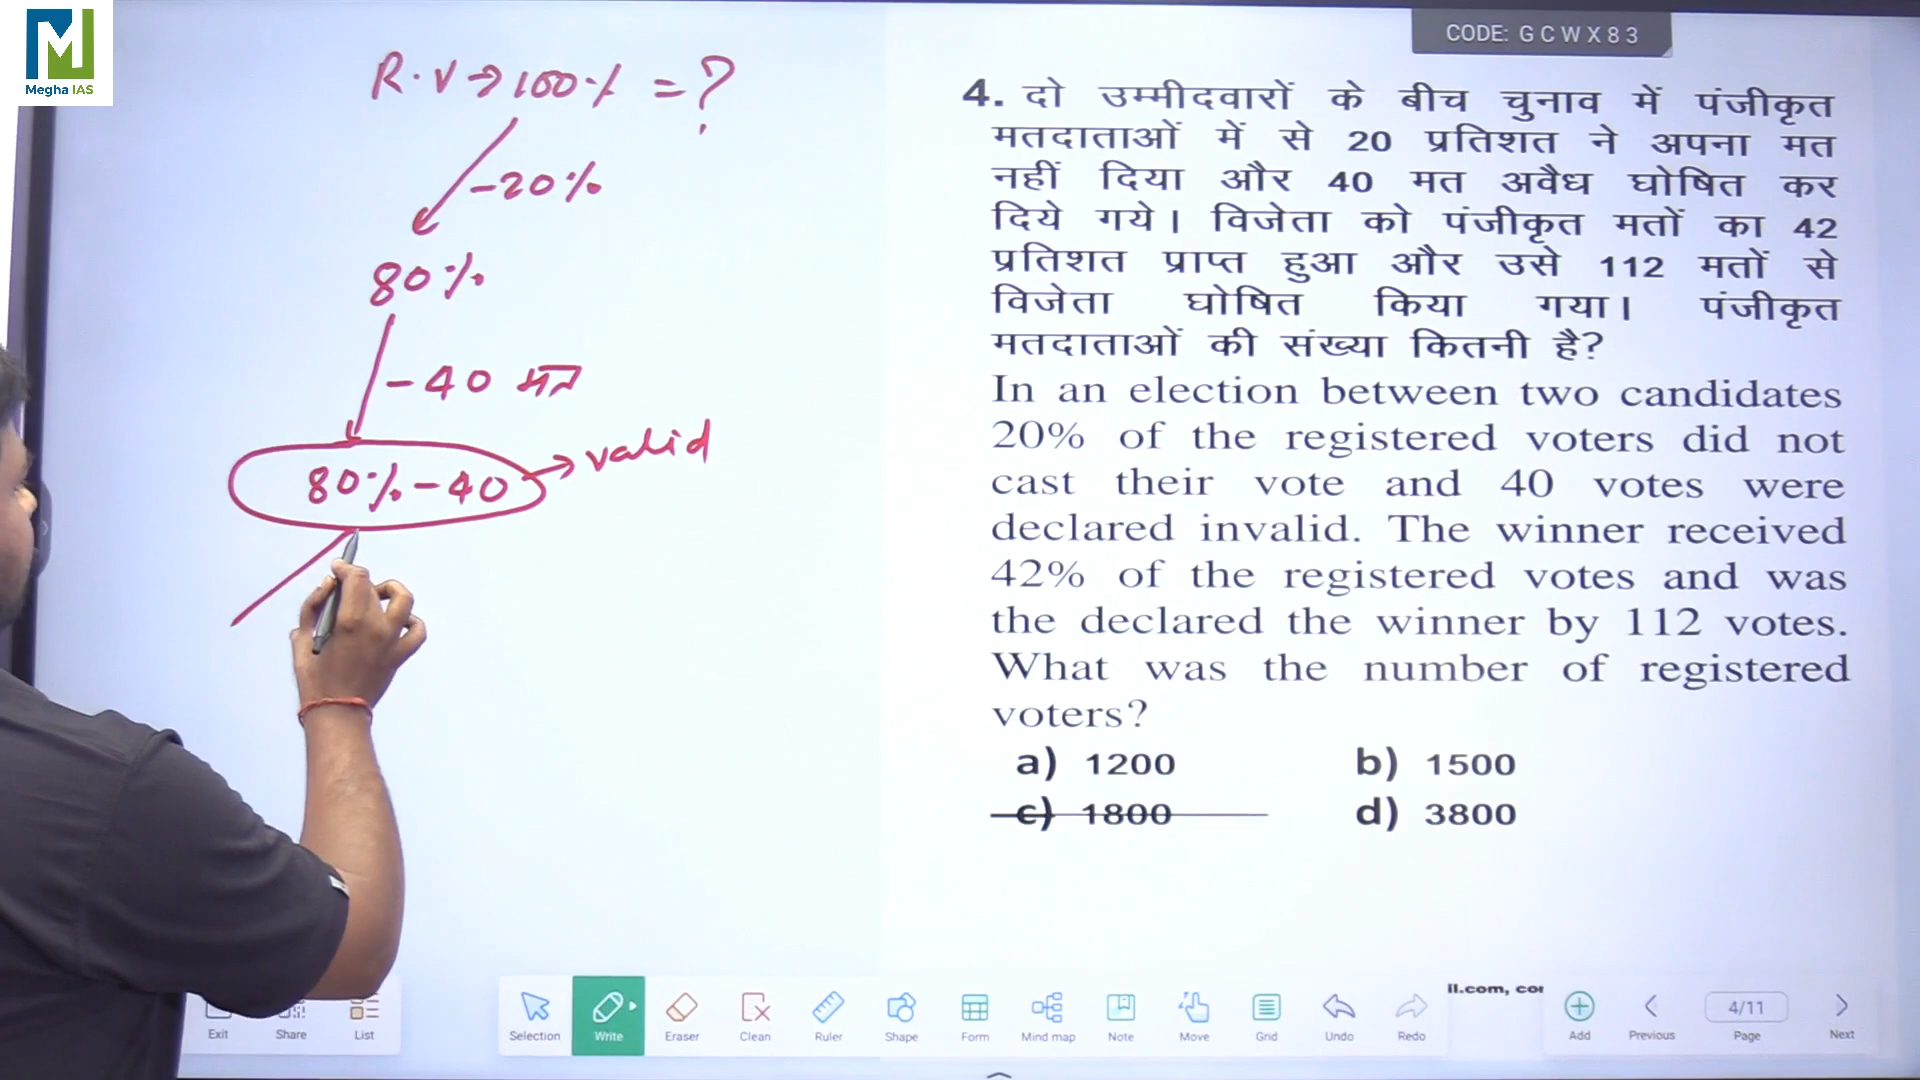 Megha IAS
R.V → 100% = ?
-20%
80%
-40 मत
80% - 40 → valid
CODE: GCWX83
4. दो उम्मीदवारों के बीच चुनाव में पंजीकृत
मतदाताओं में से 20 प्रतिशत ने अपना मत
नहीं दिया और 40 मत अवैध घोषित कर
दिये गये। विजेता को पंजीकृत मतों का 42
प्रतिशत प्राप्त हुआ और उसे 112 मतों से
विजेता घोषित किया गया। पंजीकृत
मतदाताओं की संख्या कितनी है?
In an election between two candidates
20% of the registered voters did not
cast their vote and 40 votes were
declared invalid. The winner received
42% of the registered votes and was
the declared the winner by 112 votes.
What was the number of registered
voters?
a) 1200 b) 1500
c) 1800 d) 3800
il.com, cor
Exit Share List Selection Write Eraser Clean Ruler Shape Form Mind map Note Move Grid Undo Redo Add Previous 4/11 Page Next